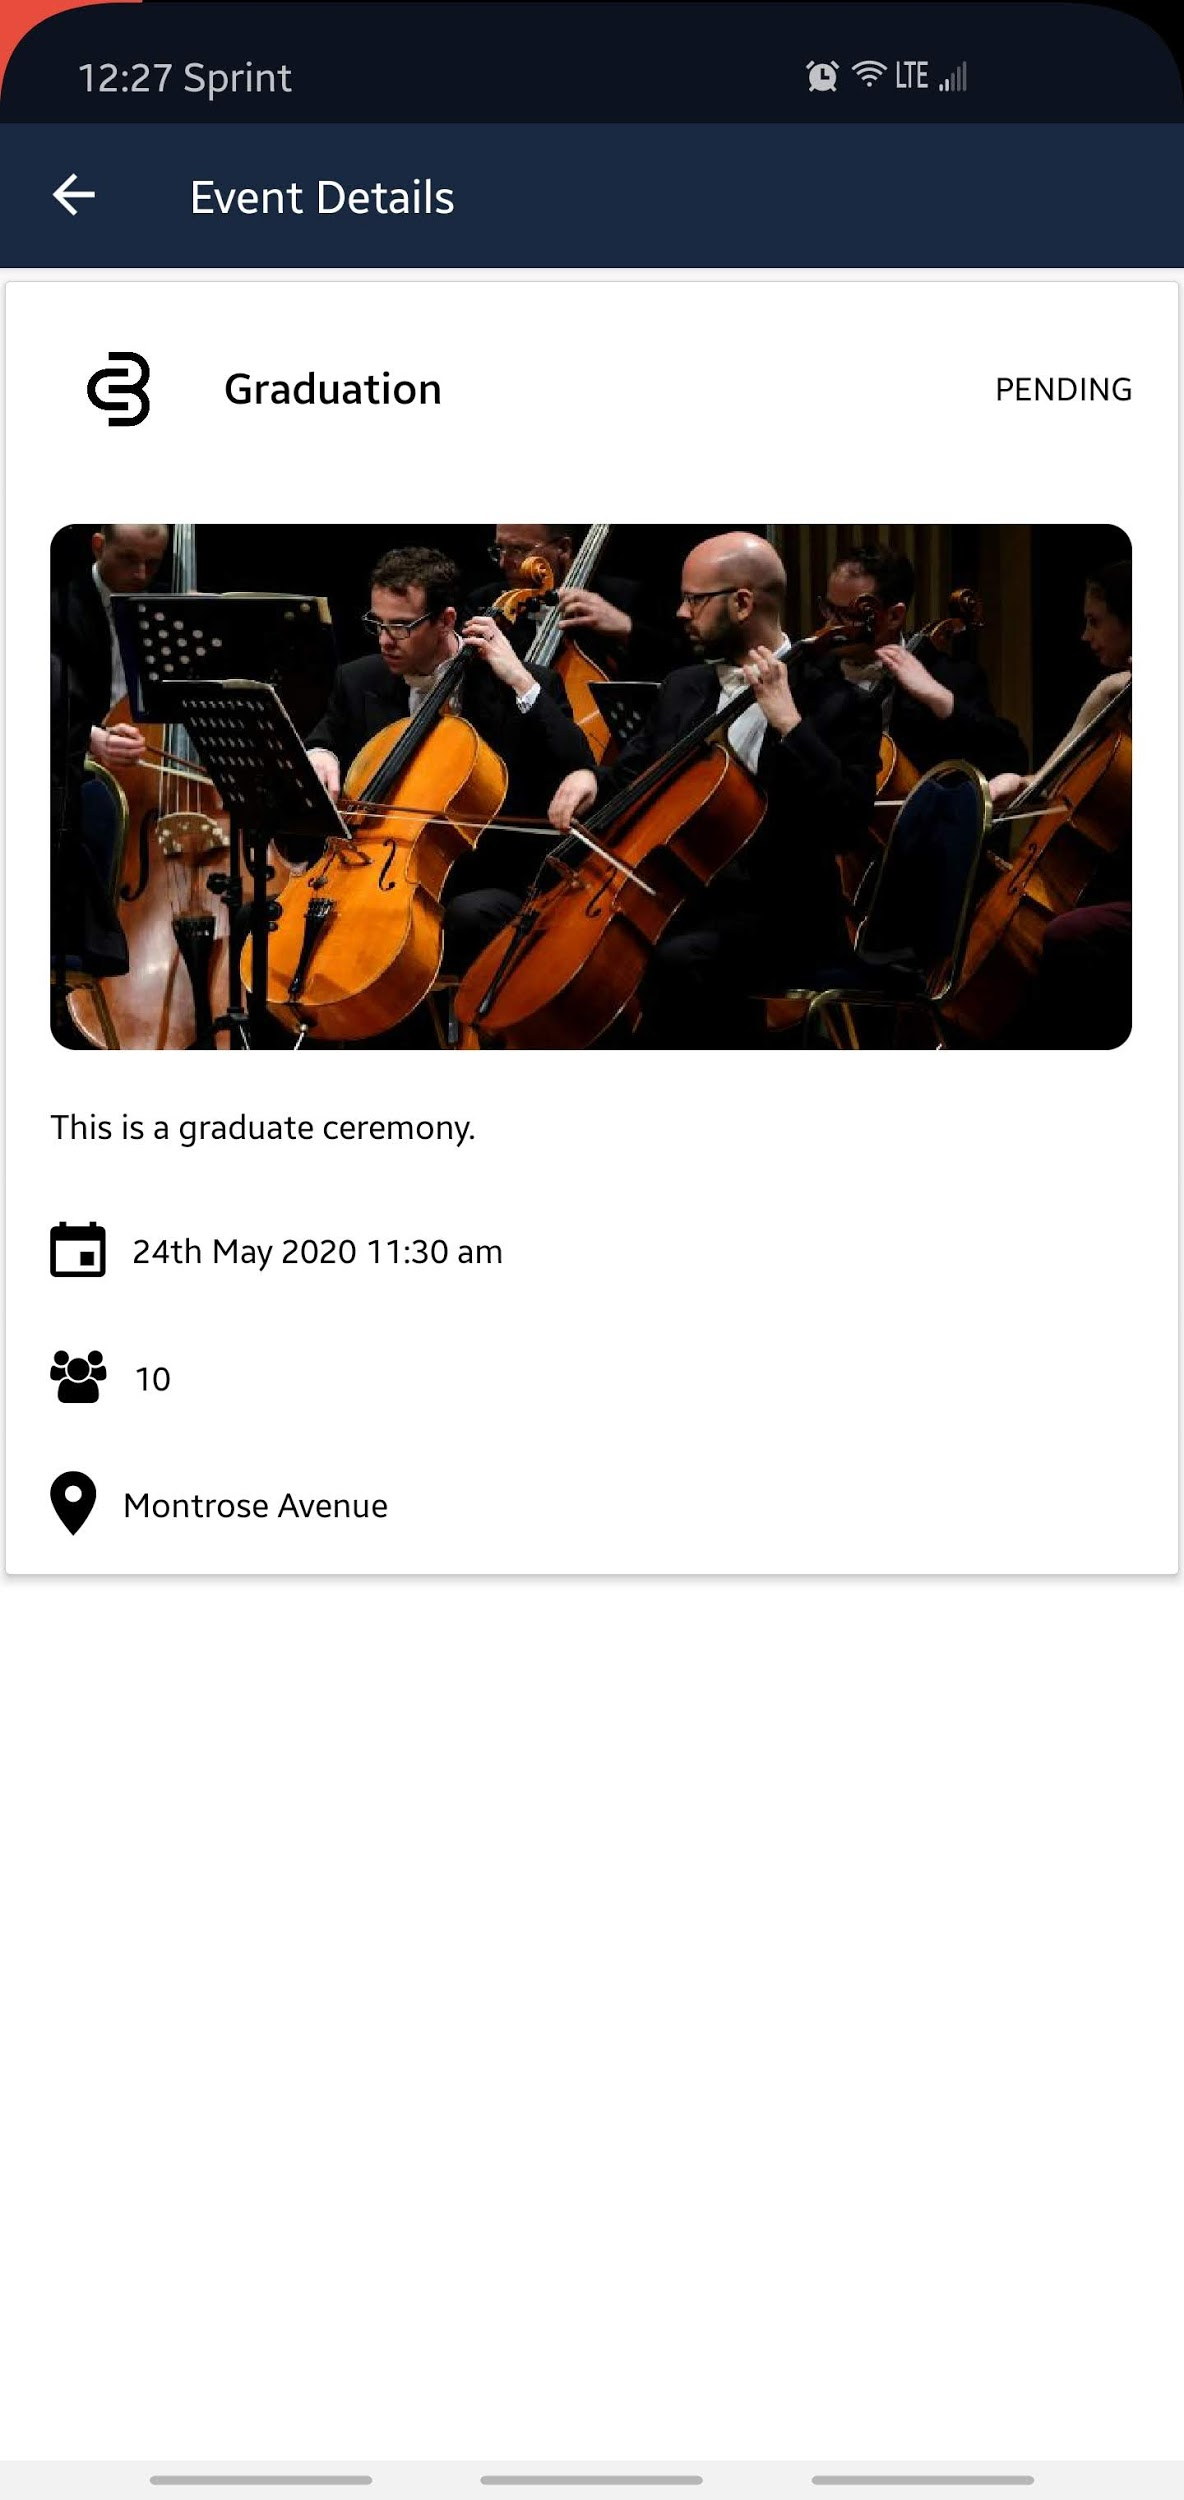 12:27 Sprint LTE
Event Details
Graduation PENDING
This is a graduate ceremony.
24th May 2020 11:30 am
10
Montrose Avenue